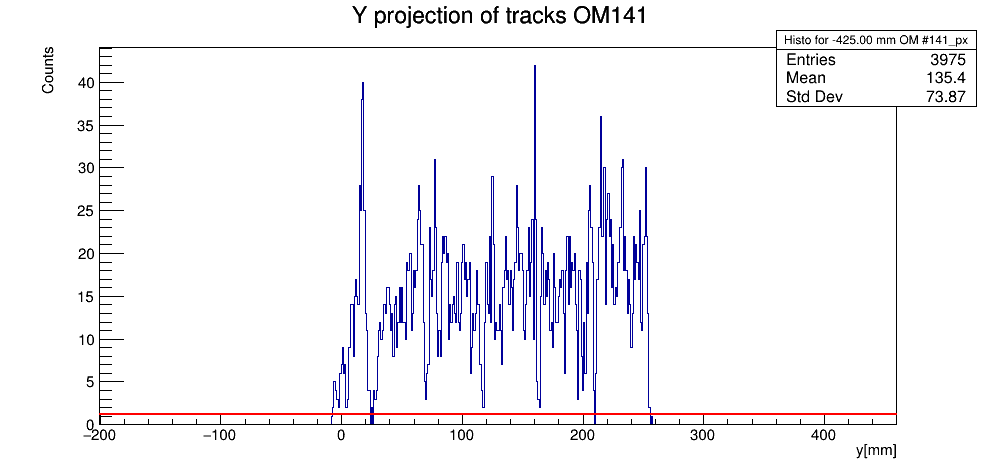 Y projection of tracks OM141
Histo for -425.00 mm OM #141_px
Entries 3975
Mean 135.4
Std Dev 73.87
Counts
40
35
30
25
20
15
10
5
0
−200 −100 0 100 200 300 400
y[mm]